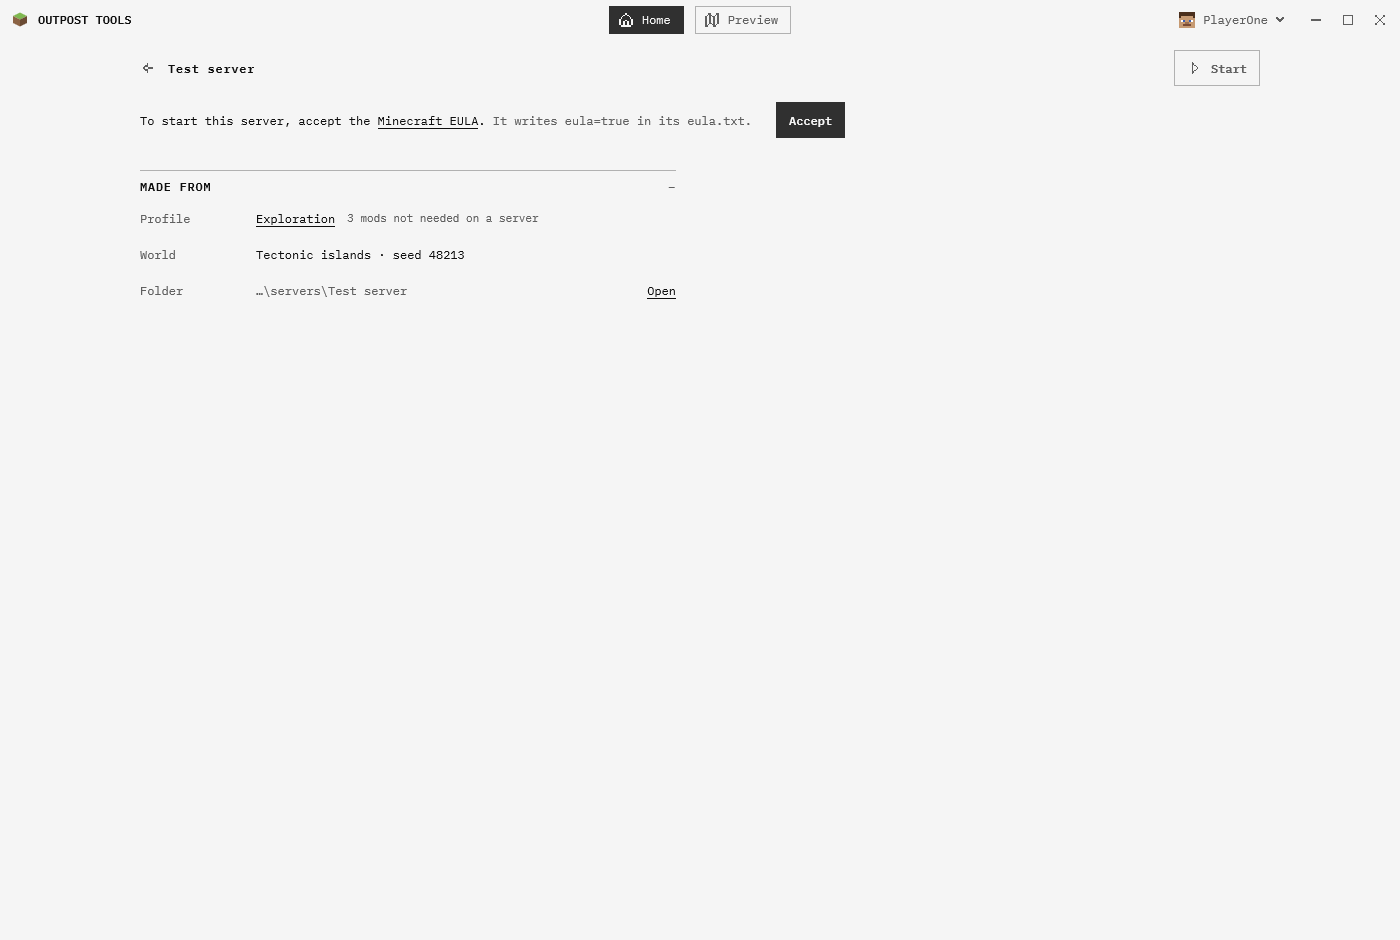 OUTPOST TOOLS Home Preview PlayerOne
Test server Start
To start this server, accept the Minecraft EULA. It writes eula=true in its eula.txt. Accept
MADE FROM −
Profile Exploration 3 mods not needed on a server
World Tectonic islands · seed 48213
Folder …\servers\Test server Open